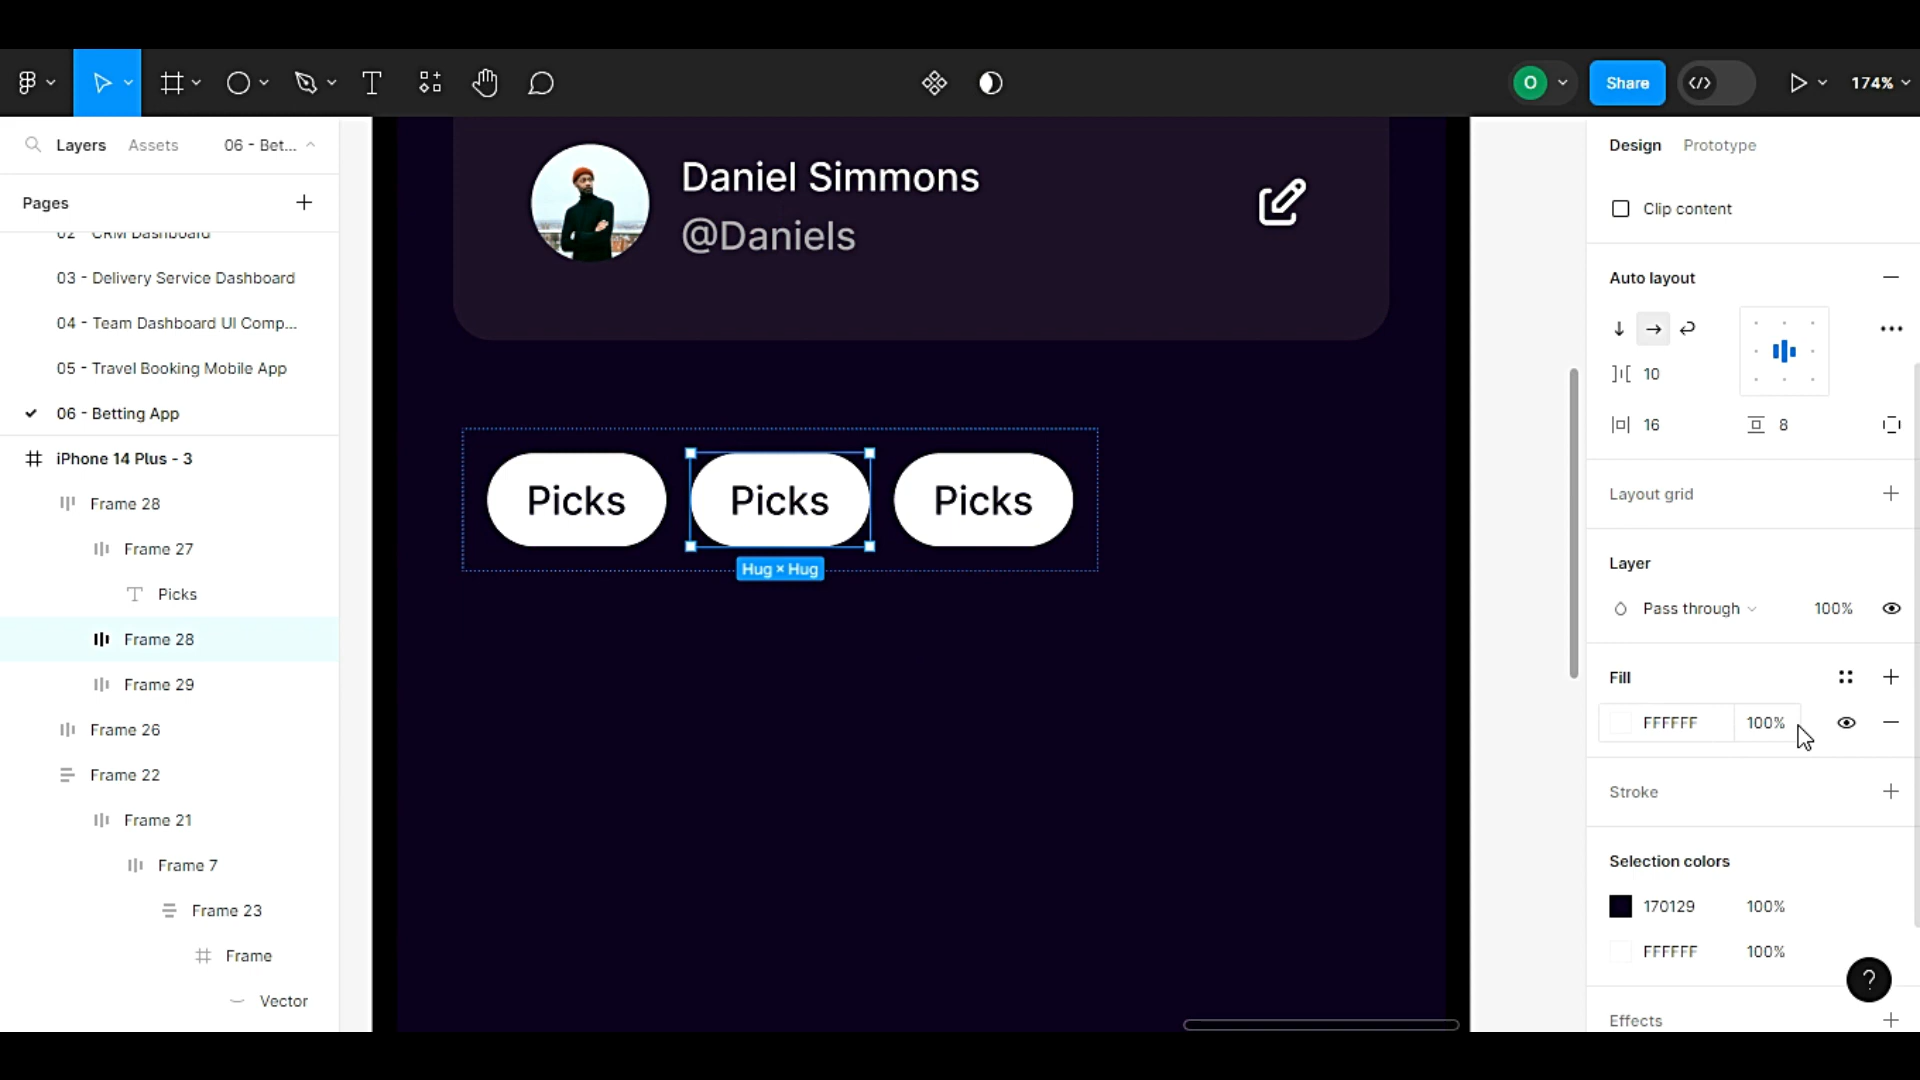 Share
174%
Layers
Assets
06 - Bet...
Pages
02 - CRM Dashboard
03 - Delivery Service Dashboard
04 - Team Dashboard UI Comp...
05 - Travel Booking Mobile App
06 - Betting App
iPhone 14 Plus - 3
Frame 28
Frame 27
Picks
Frame 28
Frame 29
Frame 26
Frame 22
Frame 21
Frame 7
Frame 23
Frame
Vector
Daniel Simmons
@Daniels
Picks
Picks
Picks
Hug × Hug
Design
Prototype
Clip content
Auto layout
10
16
8
Layout grid
Layer
Pass through
100%
Fill
FFFFFF
100%
Stroke
Selection colors
170129
100%
FFFFFF
100%
Effects
O
?